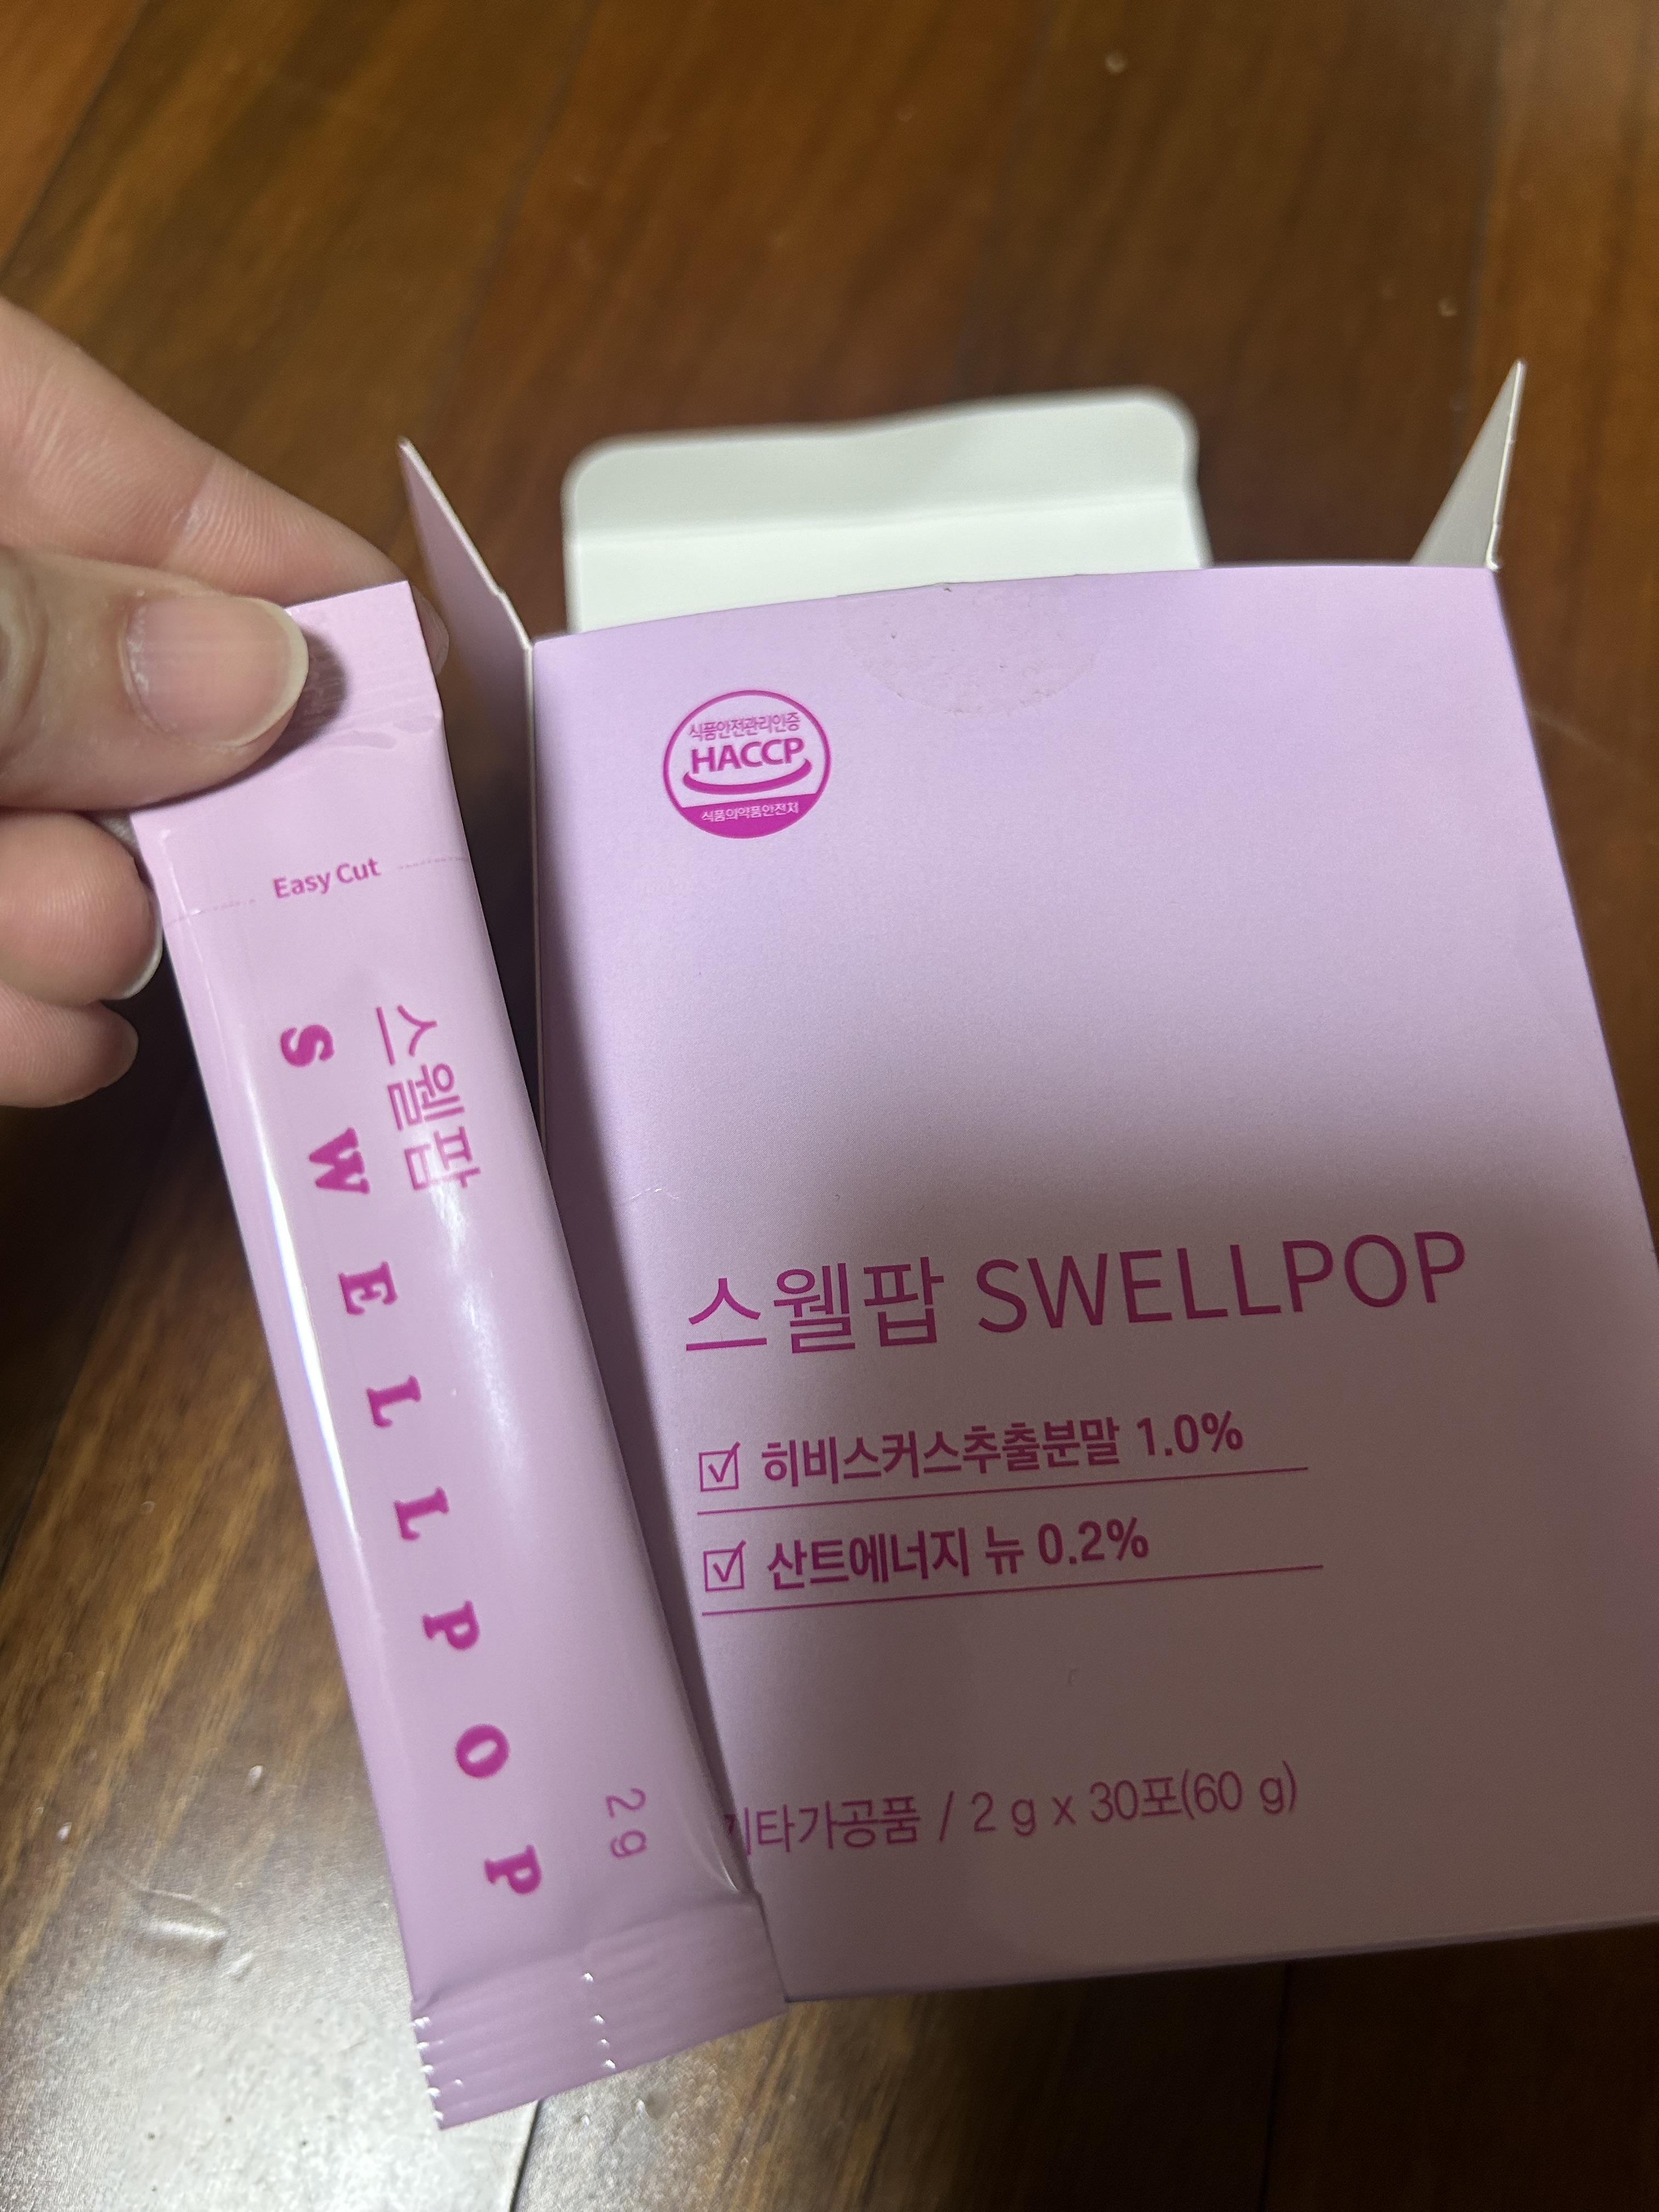 식품안전관리인증
HACCP
식품의약품안전처
Easy Cut
스웰팝
SWELLPOP
2g
스웰팝 SWELLPOP
히비스커스추출분말 1.0%
산트에너지 뉴 0.2%
기타가공품 / 2 g x 30포(60 g)